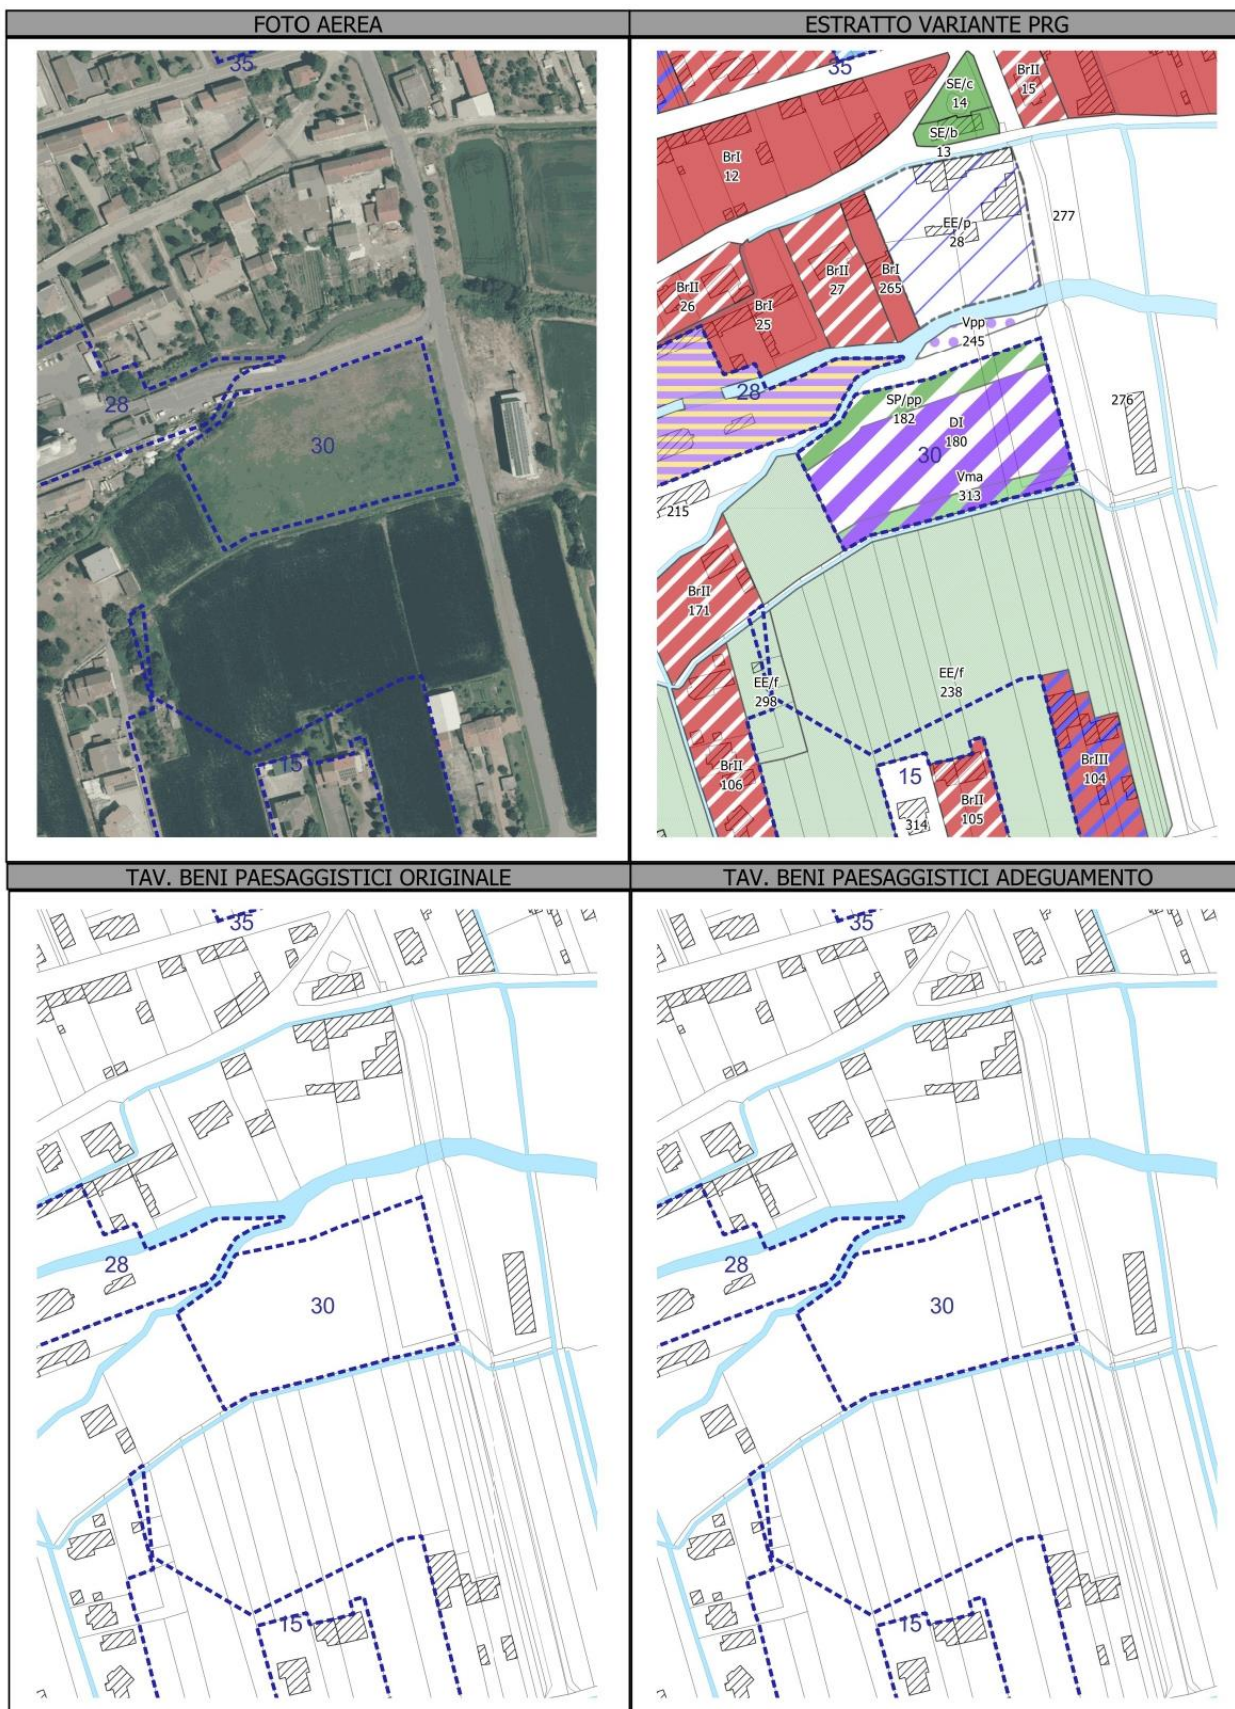 FOTO AEREA
35
28
30
15
ESTRATTO VARIANTE PRG
35
SE/c
14
BrII
15
SE/b
13
BrI
12
277
EE/p
28
BrII
27
BrI
265
BrII
26
BrI
25
Vpp
245
28
SP/pp
182
276
DI
180
30
Vma
313
215
BrII
171
EE/f
298
EE/f
238
BrII
106
15
BrII
105
BrIII
104
314
TAV. BENI PAESAGGISTICI ORIGINALE
35
28
30
15
TAV. BENI PAESAGGISTICI ADEGUAMENTO
35
28
30
15